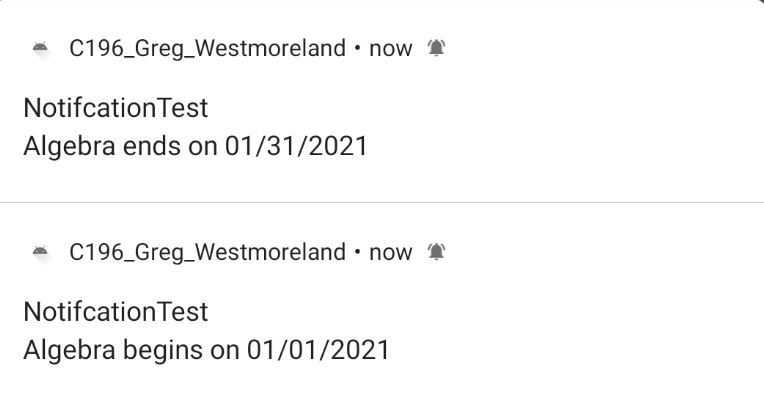 C196_Greg_Westmoreland • now
NotifcationTest
Algebra ends on 01/31/2021
C196_Greg_Westmoreland • now
NotifcationTest
Algebra begins on 01/01/2021